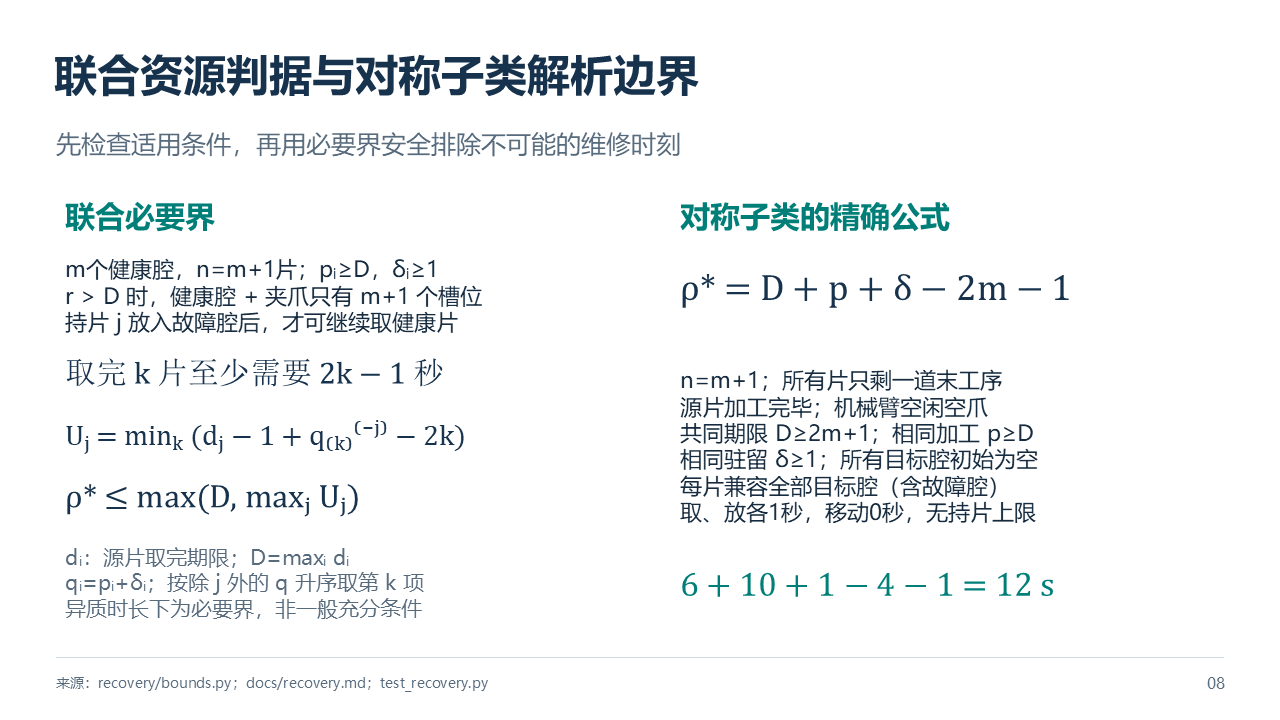 联合资源判据与对称子类解析边界
先检查适用条件，再用必要界安全排除不可能的维修时刻
联合必要界
m个健康腔，n=m+1片；pᵢ≥D，δᵢ≥1
r > D 时，健康腔 + 夹爪只有 m+1 个槽位
持片 j 放入故障腔后，才可继续取健康片
取完 k 片至少需要 2k − 1 秒
Uⱼ = minₖ (dⱼ − 1 + q₍ₖ₎⁽⁻ʲ⁾ − 2k)
ρ* ≤ max(D, maxⱼ Uⱼ)
dᵢ：源片取完期限；D=maxᵢ dᵢ
qᵢ=pᵢ+δᵢ；按除 j 外的 q 升序取第 k 项
异质时长下为必要界，非一般充分条件
对称子类的精确公式
ρ* = D + p + δ − 2m − 1
n=m+1；所有片只剩一道末工序
源片加工完毕；机械臂空闲空爪
共同期限 D≥2m+1；相同加工 p≥D
相同驻留 δ≥1；所有目标腔初始为空
每片兼容全部目标腔（含故障腔）
取、放各1秒，移动0秒，无持片上限
6 + 10 + 1 − 4 − 1 = 12 s
来源：recovery/bounds.py；docs/recovery.md；test_recovery.py
08